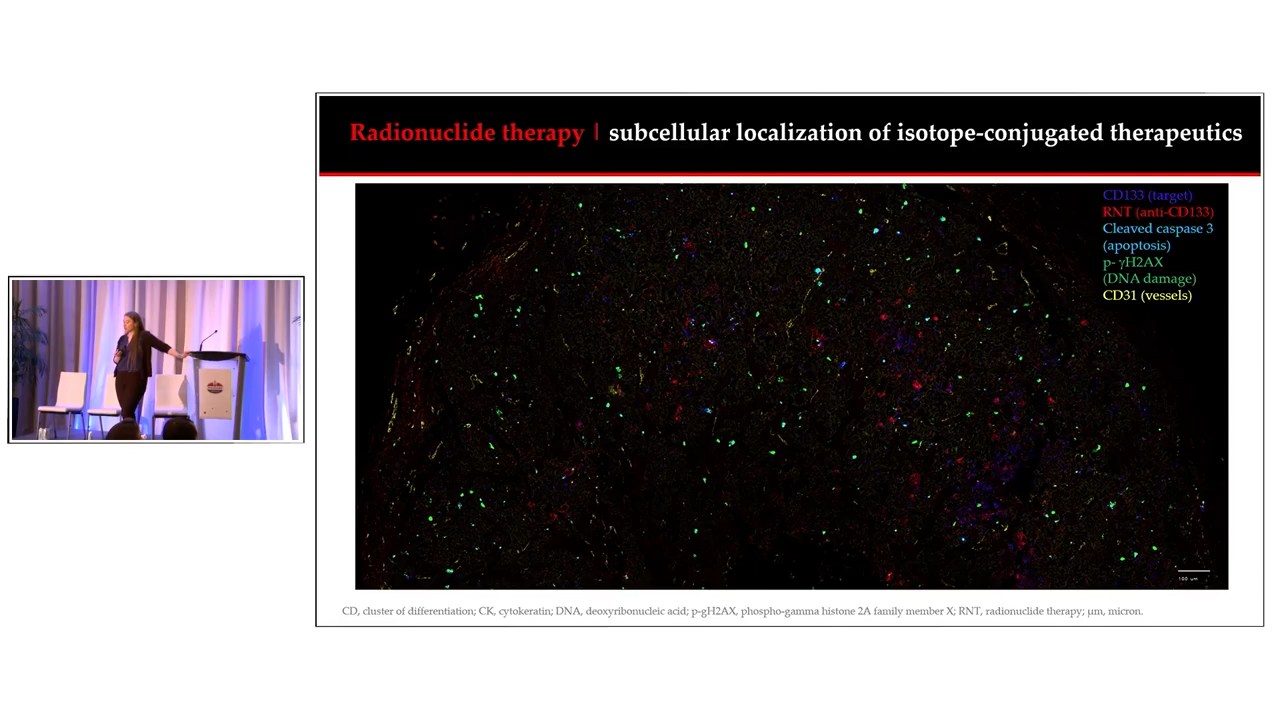 Radionuclide therapy | subcellular localization of isotope-conjugated therapeutics
CD133 (target)
RNT (anti-CD133)
Cleaved caspase 3
(apoptosis)
p- γH2AX
(DNA damage)
CD31 (vessels)
100 um
CD, cluster of differentiation; CK, cytokeratin; DNA, deoxyribonucleic acid; p-gH2AX, phospho-gamma histone 2A family member X; RNT, radionuclide therapy; µm, micron.